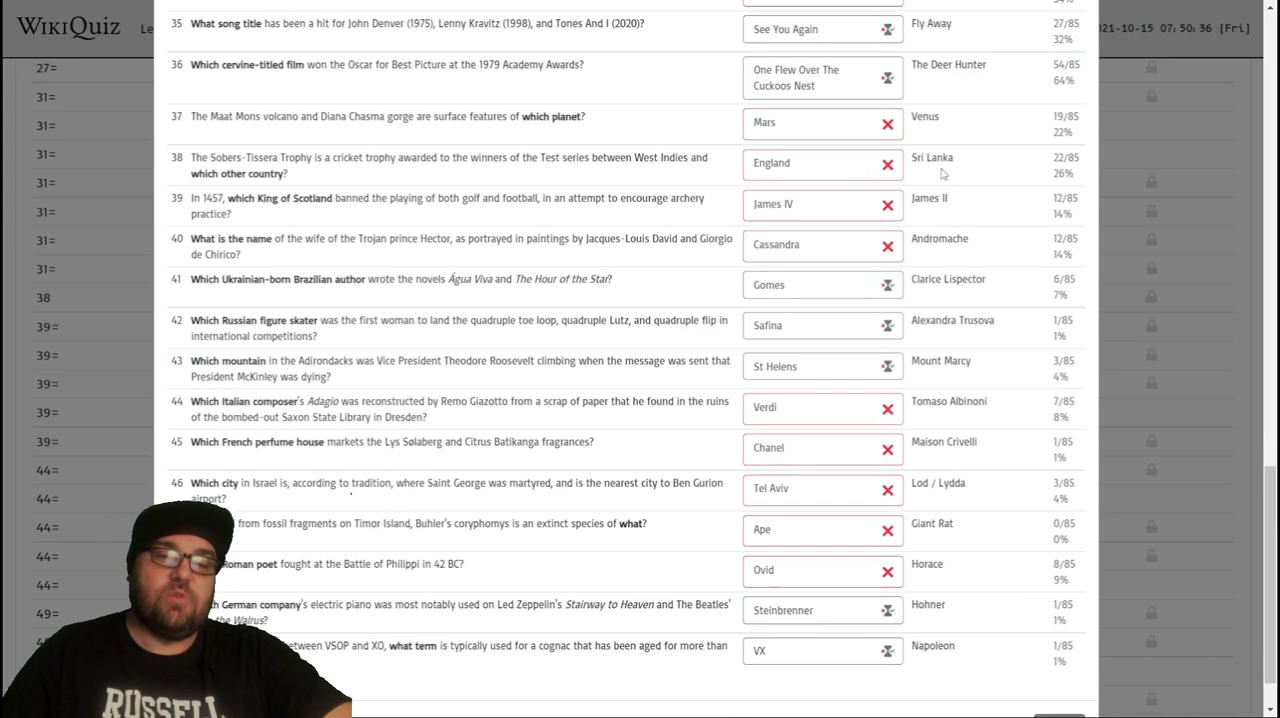 WikiQuiz Le
021-10-15 07:50:36 [Fri]
27=
31=
31=
31=
31=
31=
31=
31=
38
39=
39=
39=
39=
39=
44=
44=
44=
44=
44=
49=
35 What song title has been a hit for John Denver (1975), Lenny Kravitz (1998), and Tones And I (2020)? See You Again Fly Away 27/85
32%
36 Which cervine-titled film won the Oscar for Best Picture at the 1979 Academy Awards? One Flew Over The The Deer Hunter 54/85
Cuckoos Nest 64%
37 The Maat Mons volcano and Diana Chasma gorge are surface features of which planet? Mars Venus 19/85
22%
38 The Sobers-Tissera Trophy is a cricket trophy awarded to the winners of the Test series between West Indies and England Sri Lanka 22/85
which other country? 26%
39 In 1457, which King of Scotland banned the playing of both golf and football, in an attempt to encourage archery James IV James II 12/85
practice? 14%
40 What is the name of the wife of the Trojan prince Hector, as portrayed in paintings by Jacques-Louis David and Giorgio Cassandra Andromache 12/85
de Chirico? 14%
41 Which Ukrainian-born Brazilian author wrote the novels Água Viva and The Hour of the Star? Gomes Clarice Lispector 6/85
7%
42 Which Russian figure skater was the first woman to land the quadruple toe loop, quadruple Lutz, and quadruple flip in Safina Alexandra Trusova 1/85
international competitions? 1%
43 Which mountain in the Adirondacks was Vice President Theodore Roosevelt climbing when the message was sent that St Helens Mount Marcy 3/85
President McKinley was dying? 4%
44 Which Italian composer's Adagio was reconstructed by Remo Giazotto from a scrap of paper that he found in the ruins Verdi Tomaso Albinoni 7/85
of the bombed-out Saxon State Library in Dresden? 8%
45 Which French perfume house markets the Lys Sølaberg and Citrus Batikanga fragrances? Chanel Maison Crivelli 1/85
1%
46 Which city in Israel is, according to tradition, where Saint George was martyred, and is the nearest city to Ben Gurion Tel Aviv Lod / Lydda 3/85
airport? 4%
from fossil fragments on Timor Island, Buhler's coryphomys is an extinct species of what? Ape Giant Rat 0/85
0%
Roman poet fought at the Battle of Philippi in 42 BC? Ovid Horace 8/85
9%
German company's electric piano was most notably used on Led Zeppelin's Stairway to Heaven and The Beatles' Steinbrenner Hohner 1/85
the Walrus? 1%
between VSOP and XO, what term is typically used for a cognac that has been aged for more than VX Napoleon 1/85
1%
RUSSELL